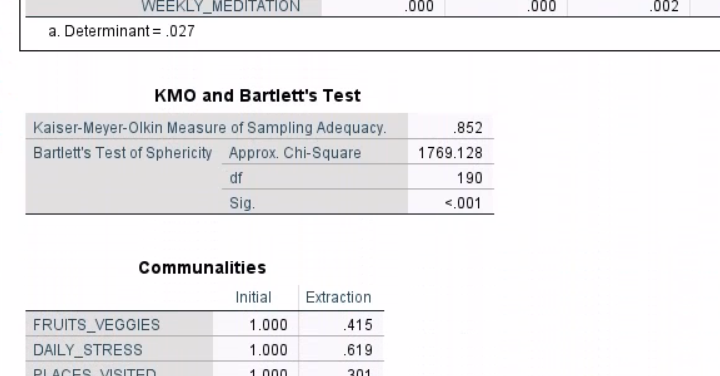 WEEKLY_MEDITATION .000 .000 .002
a. Determinant = .027
KMO and Bartlett's Test
Kaiser-Meyer-Olkin Measure of Sampling Adequacy. .852
Bartlett's Test of Sphericity Approx. Chi-Square 1769.128
df 190
Sig. <.001
Communalities
Initial Extraction
FRUITS_VEGGIES 1.000 .415
DAILY_STRESS 1.000 .619
PLACES_VISITED 1.000 .301